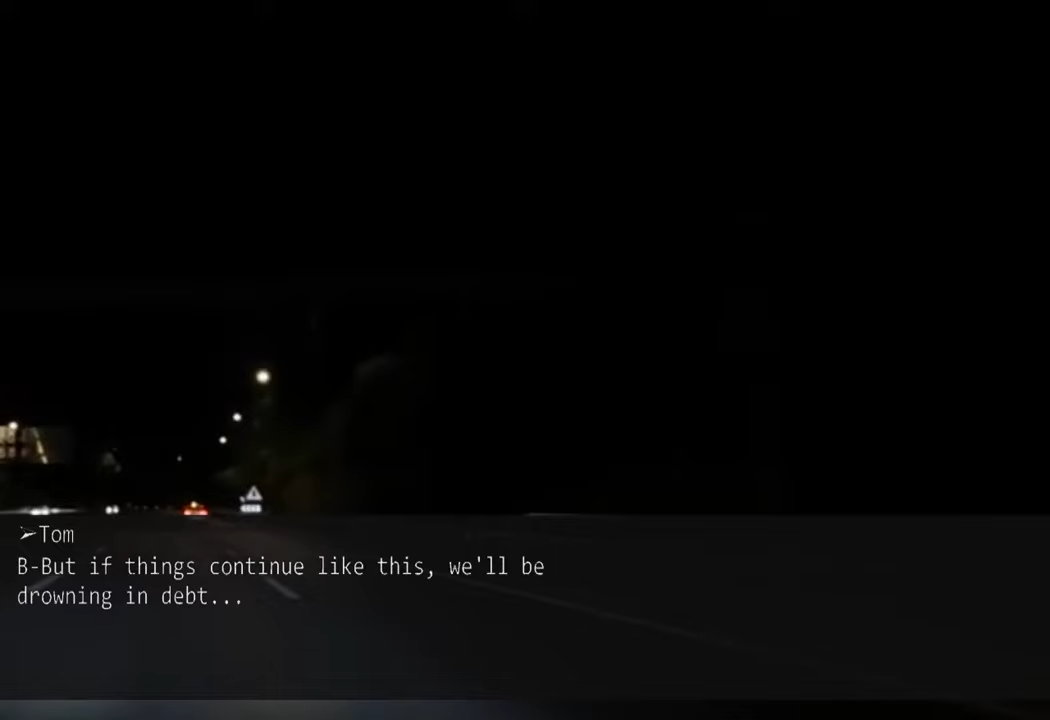 ➢Tom
B-But if things continue like this, we'll be
drowning in debt...